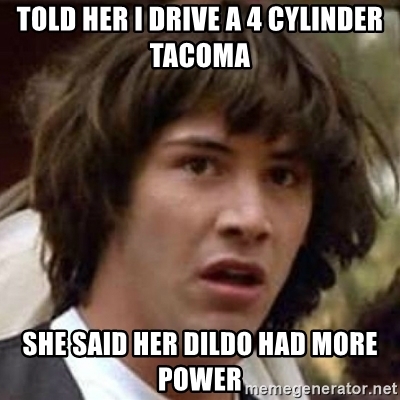 TOLD HER I DRIVE A 4 CYLINDER
TACOMA
SHE SAID HER DILDO HAD MORE
POWER
memegenerator.net